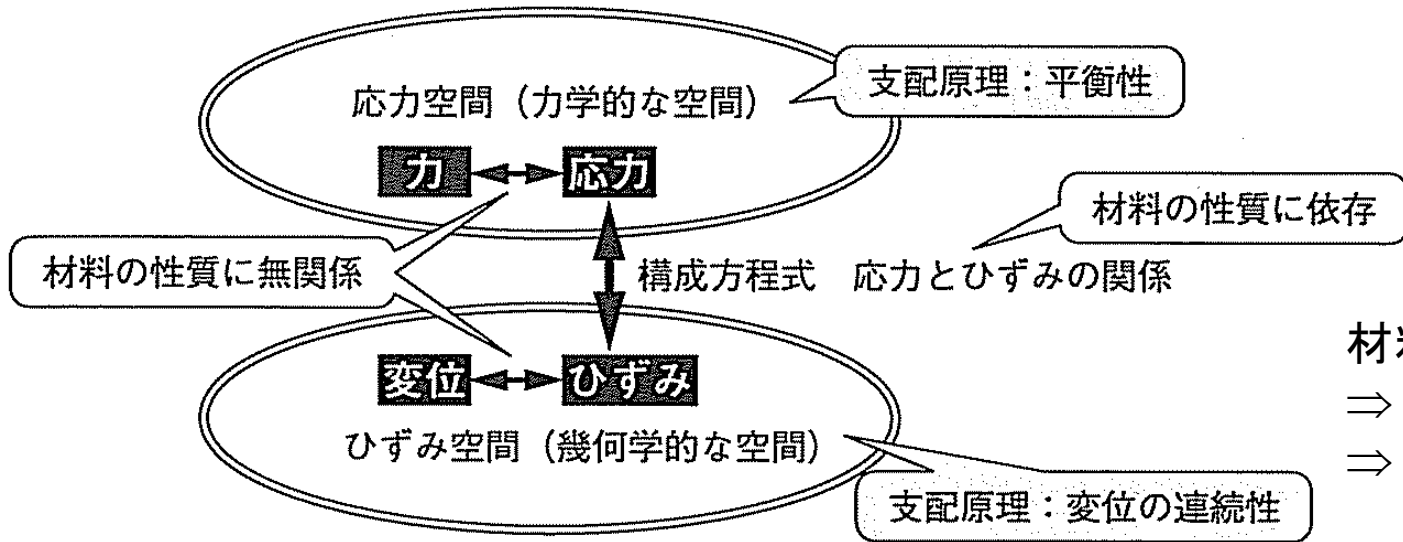 支配原理：平衡性
応力空間（力学的な空間）
力 応力
材料の性質に依存
材料の性質に無関係
構成方程式　応力とひずみの関係
変位 ひずみ
ひずみ空間（幾何学的な空間）
支配原理：変位の連続性
材
⇒
⇒